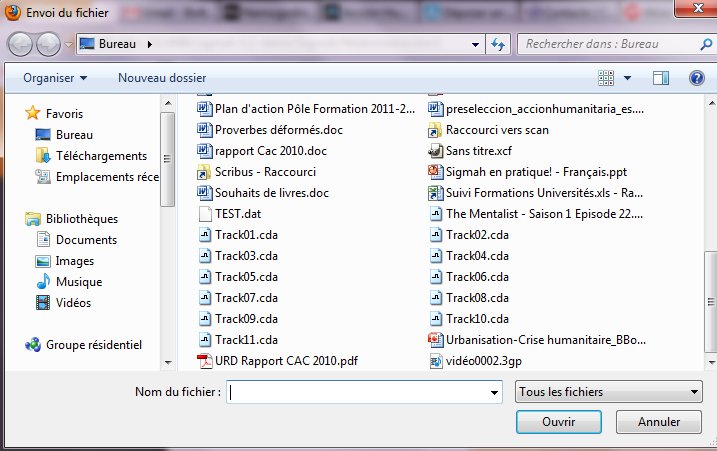 Envoi du fichier
Bureau
Rechercher dans : Bureau
Organiser
Nouveau dossier
Favoris
Bureau
Téléchargements
Emplacements réce
Bibliothèques
Documents
Images
Musique
Vidéos
Groupe résidentiel
Plan d'action Pôle Formation 2011-2...
preseleccion_accionhumanitaria_es....
Proverbes déformés.doc
Raccourci vers scan
rapport Cac 2010.doc
Sans titre.xcf
Scribus - Raccourci
Sigmah en pratique! - Français.ppt
Souhaits de livres.doc
Suivi Formations Universités.xls - Ra...
TEST.dat
The Mentalist - Saison 1 Episode 22....
Track01.cda
Track02.cda
Track03.cda
Track04.cda
Track05.cda
Track06.cda
Track07.cda
Track08.cda
Track09.cda
Track10.cda
Track11.cda
Urbanisation-Crise humanitaire_BBo...
URD Rapport CAC 2010.pdf
vidéo0002.3gp
Nom du fichier :
Tous les fichiers
Ouvrir
Annuler